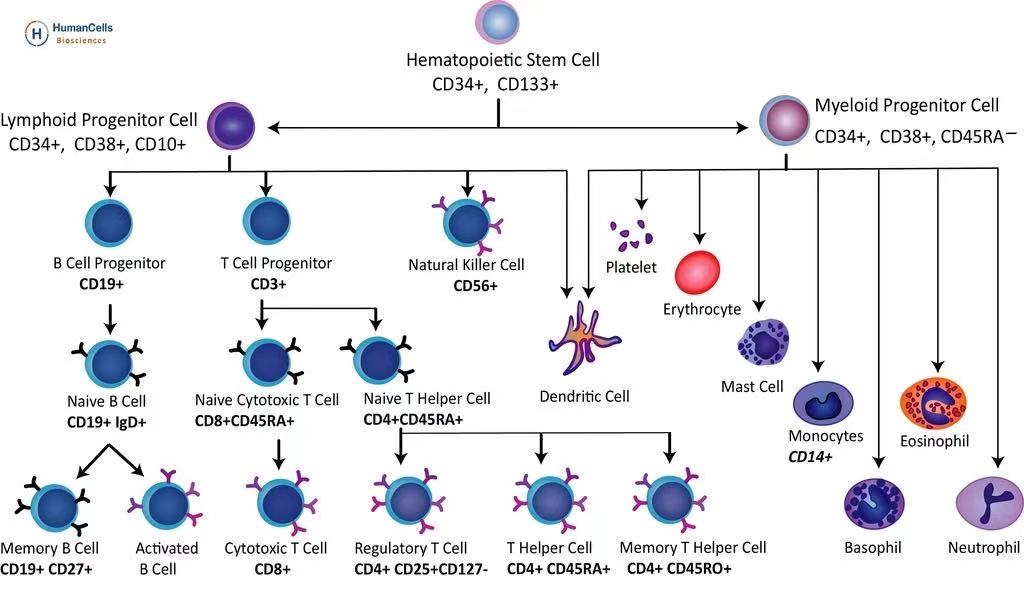 H HumanCells
Biosciences
Hematopoietic Stem Cell
CD34+, CD133+
Lymphoid Progenitor Cell
CD34+, CD38+, CD10+
Myeloid Progenitor Cell
CD34+, CD38+, CD45RA−
B Cell Progenitor
CD19+
T Cell Progenitor
CD3+
Natural Killer Cell
CD56+
Platelet
Erythrocyte
Mast Cell
Dendritic Cell
Monocytes
CD14+
Eosinophil
Basophil
Neutrophil
Naive B Cell
CD19+ IgD+
Naive Cytotoxic T Cell
CD8+CD45RA+
Naive T Helper Cell
CD4+CD45RA+
Memory B Cell
CD19+ CD27+
Activated
B Cell
Cytotoxic T Cell
CD8+
Regulatory T Cell
CD4+ CD25+CD127-
T Helper Cell
CD4+ CD45RA+
Memory T Helper Cell
CD4+ CD45RO+